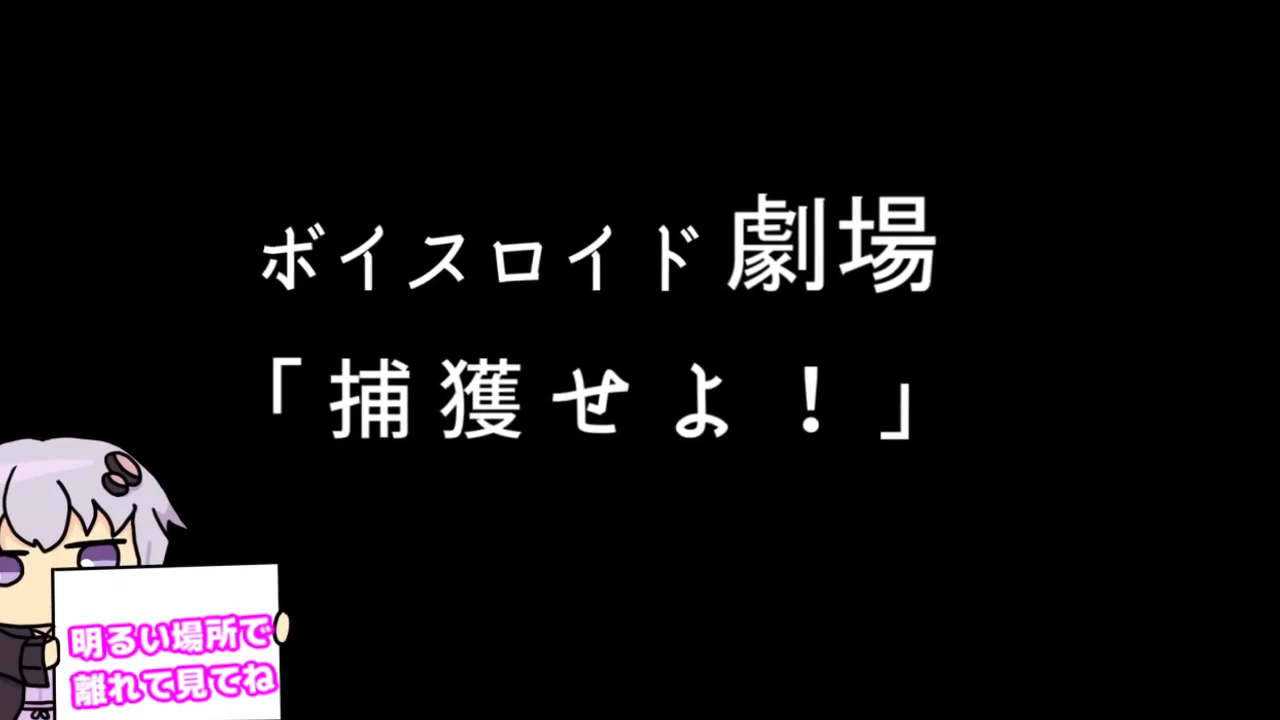 ボイスロイド劇場
「捕獲せよ！」
明るい場所で
離れて見てね